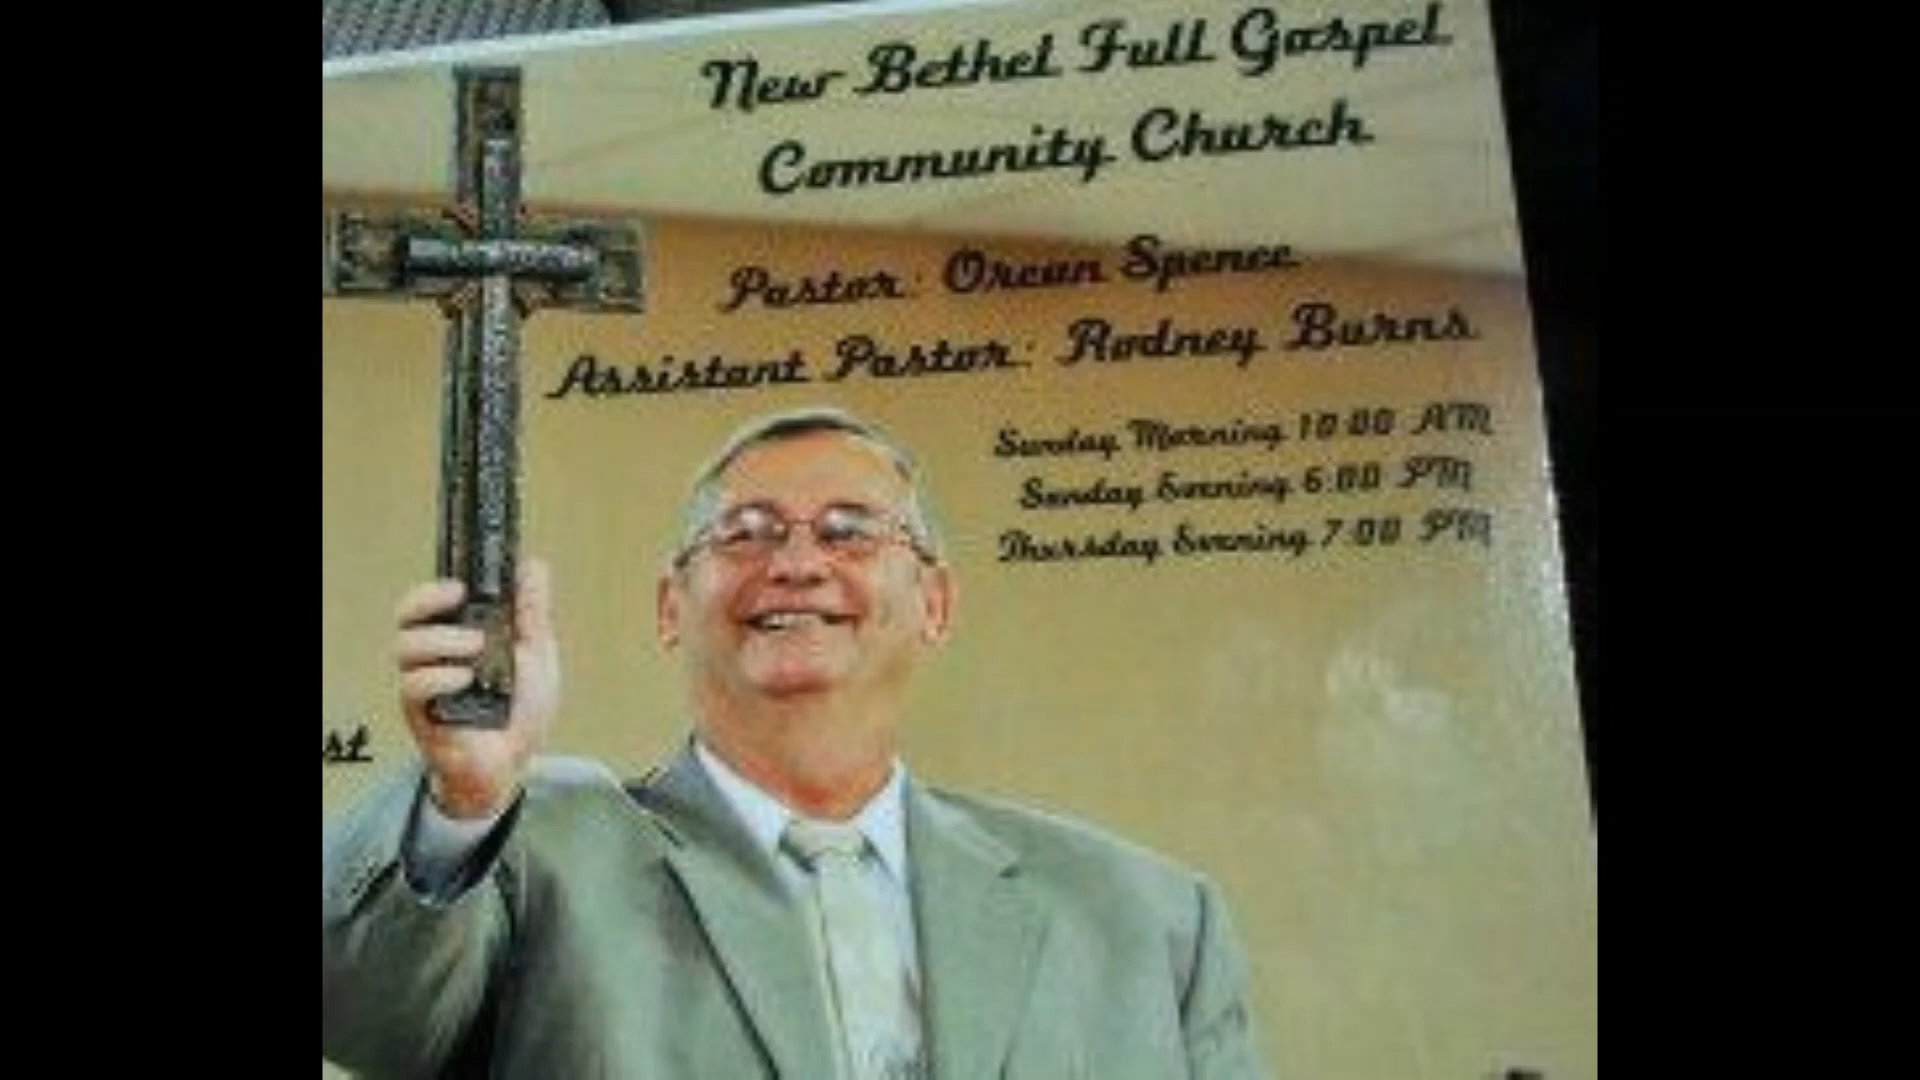 New Bethel Full Gospel
Community Church
Pastor: Orcun Spence
Assistant Pastor: Rodney Burns
Sunday Morning 10:00 AM
Sunday Evening 6:00 PM
Thursday Evening 7:00 PM
st